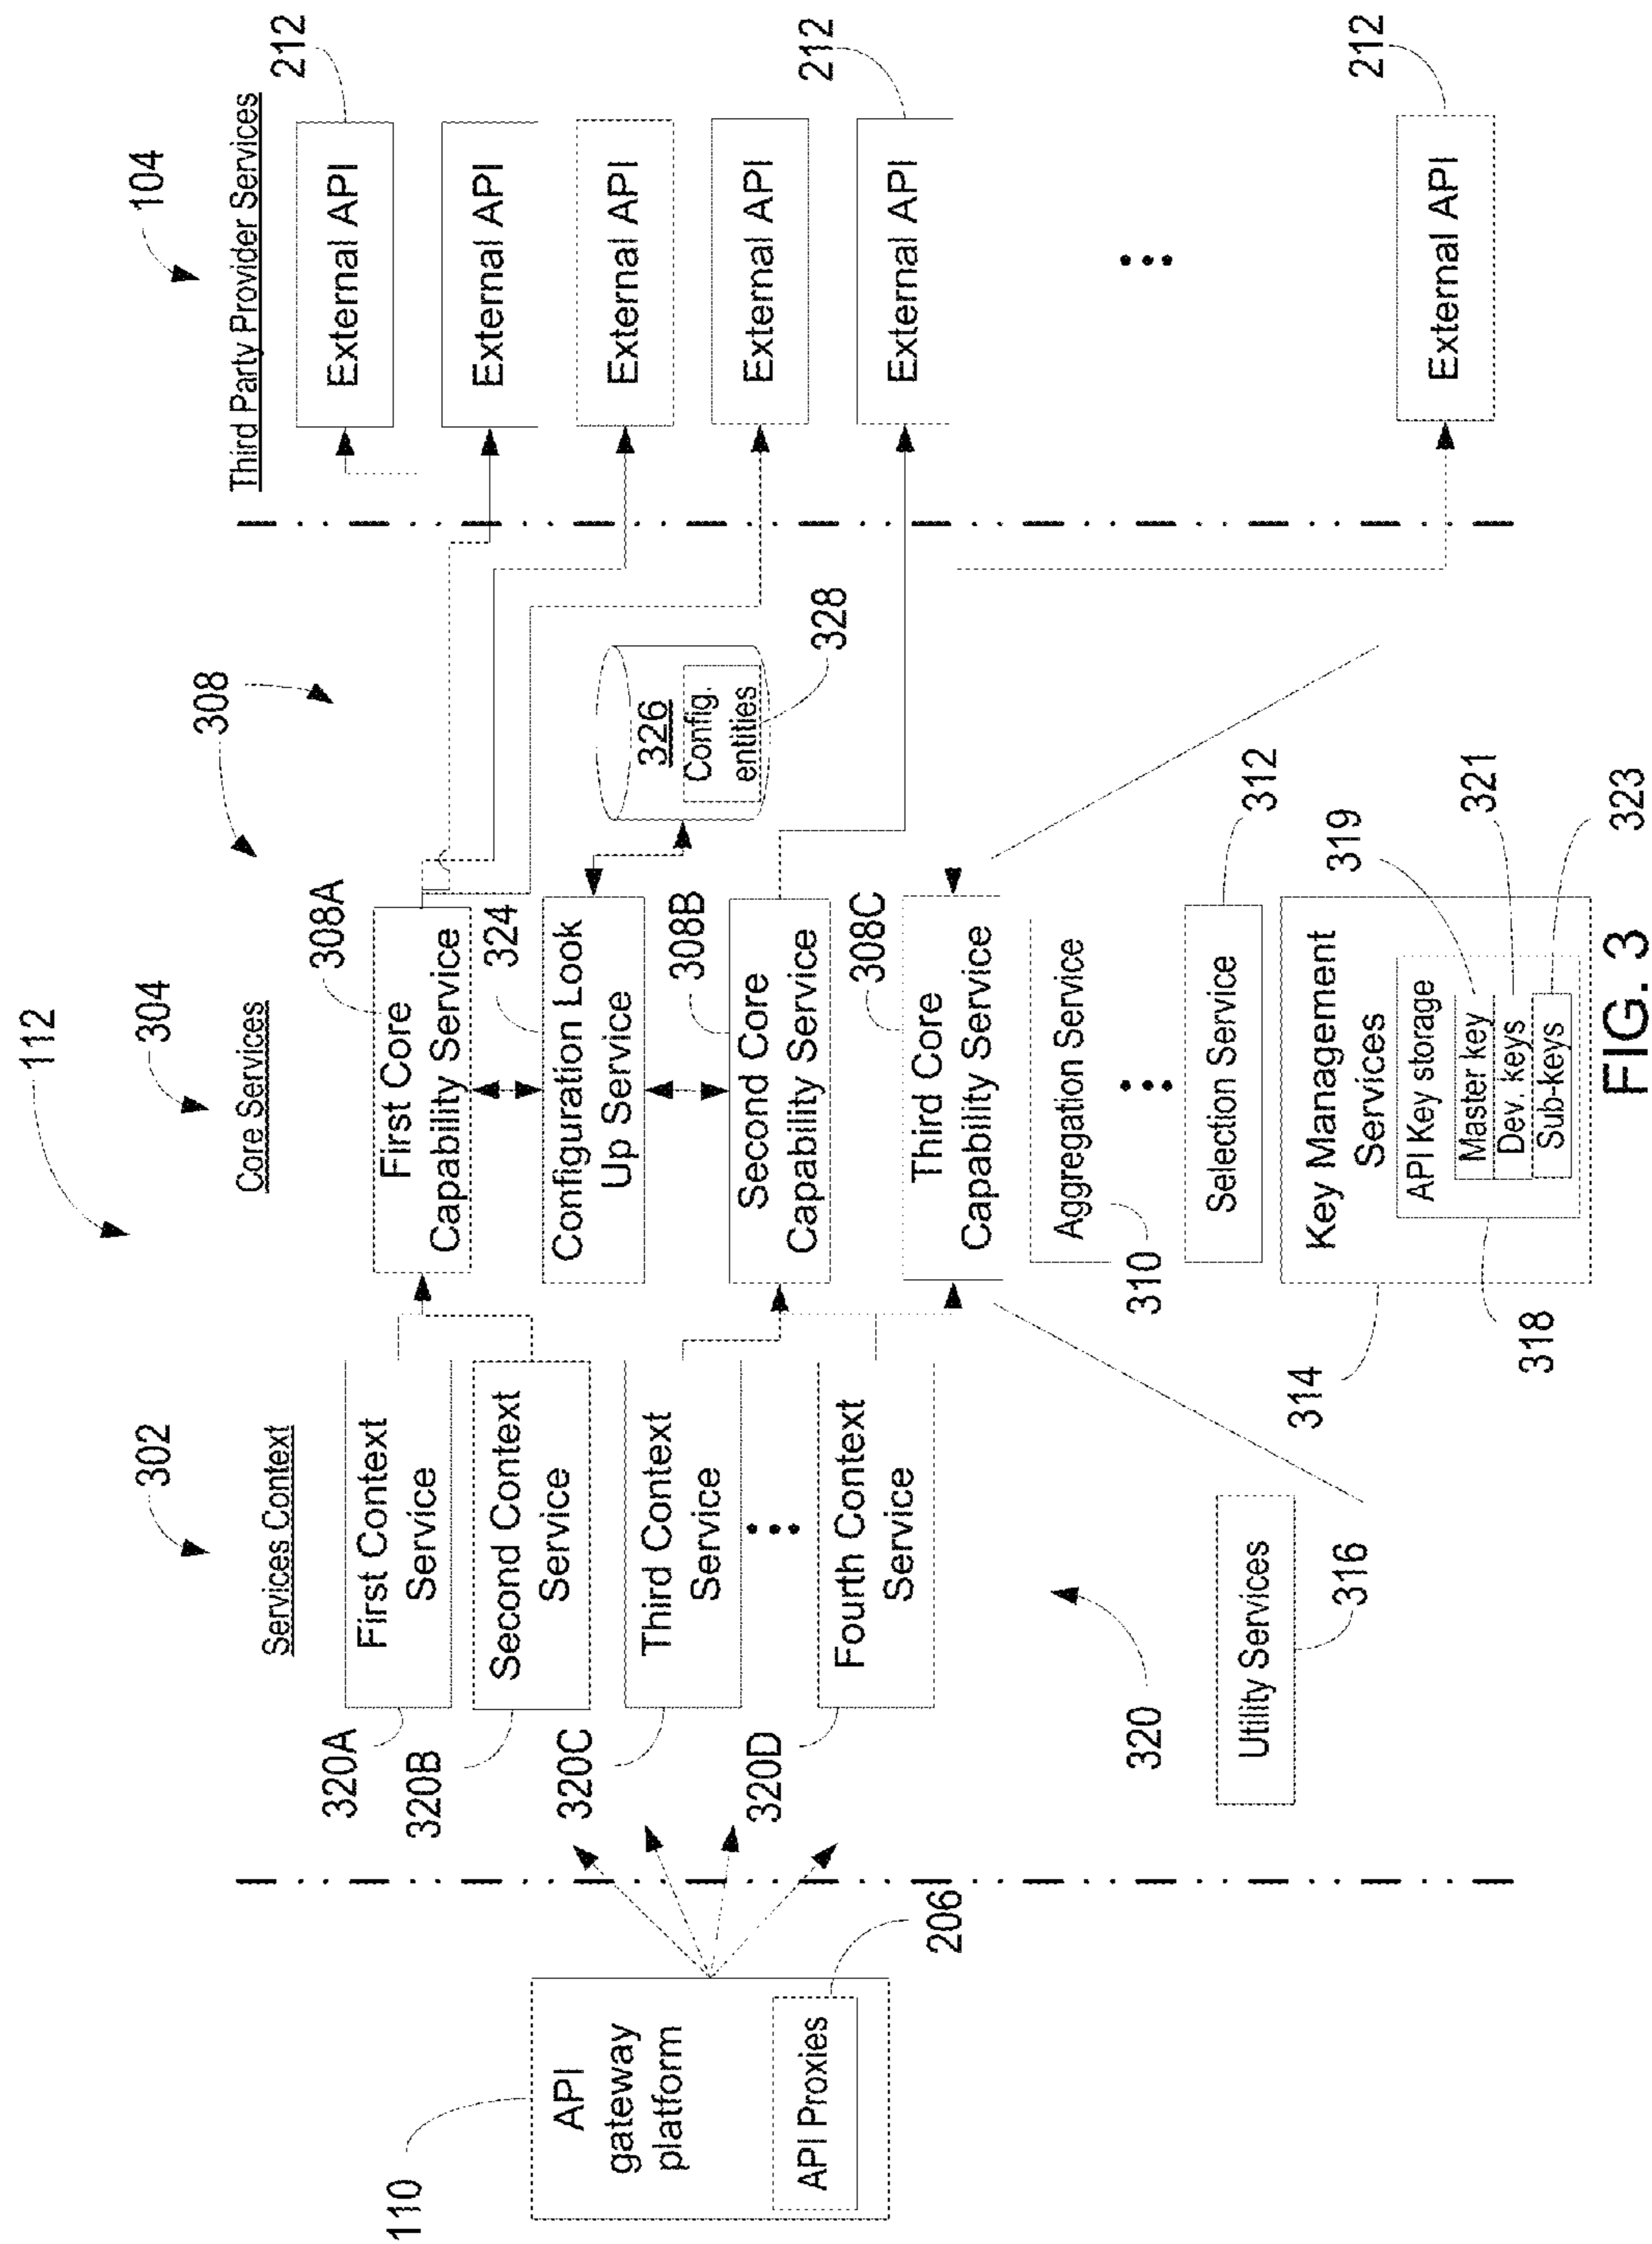 112
302
304
308
104
Services Context
Core Services
Third Party Provider Services
110
API
gateway
platform
API Proxies
206
320A
First Context
Service
320B
Second Context
Service
320C
Third Context
Service
320D
Fourth Context
Service
320
Utility Services
316
308A
First Core
Capability Service
324
Configuration Look
Up Service
326
Config.
entities
328
308B
Second Core
Capability Service
308C
Third Core
Capability Service
Aggregation Service
310
Selection Service
312
Key Management
Services
314
API Key storage
318
Master key
319
Dev. keys
321
Sub-keys
323
External API
212
External API
External API
External API
External API
212
External API
212
FIG. 3